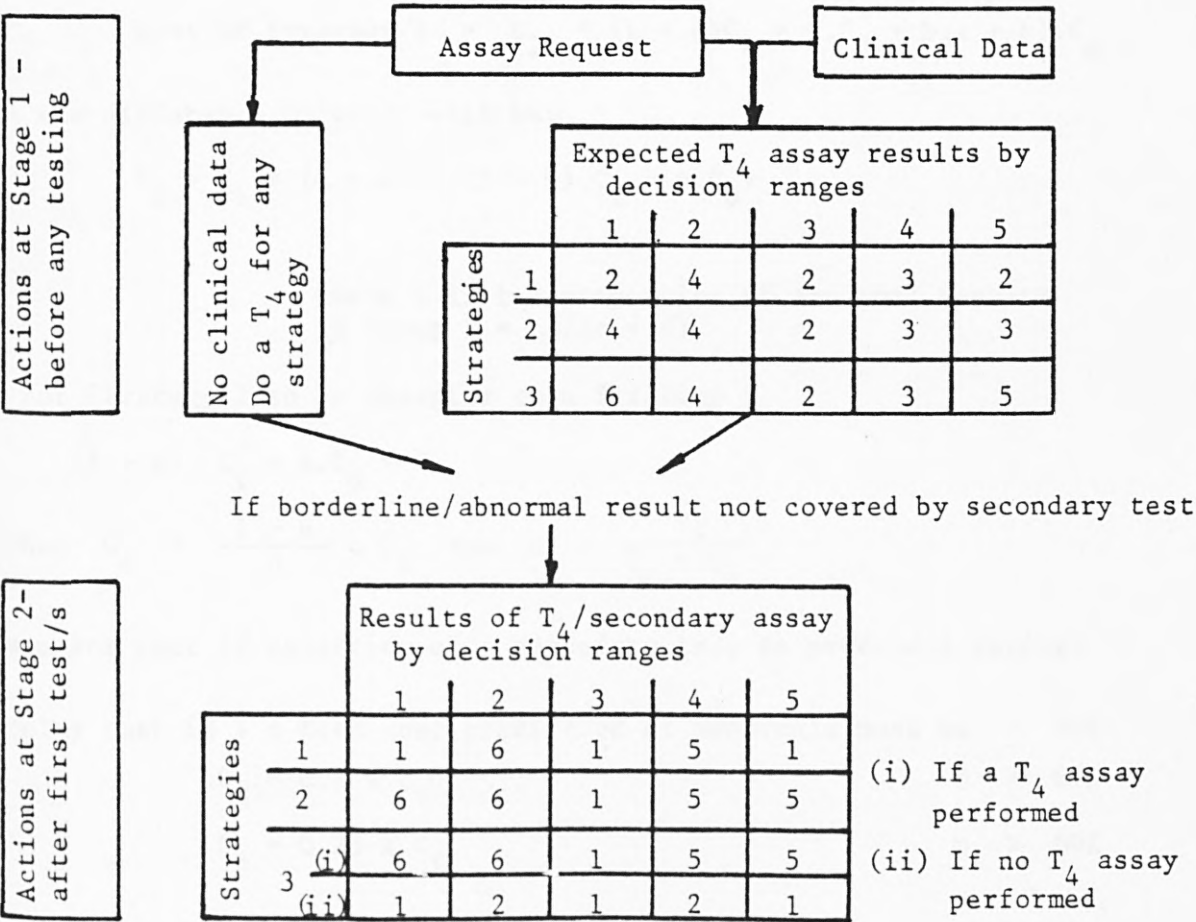 Assay Request
Clinical Data
Actions at Stage 1 -
before any testing
No clinical data
Do a T4 for any
strategy
Expected T4 assay results by
decision ranges
1 2 3 4 5
Strategies
1 2 4 2 3 2
2 4 4 2 3 3
3 6 4 2 3 5
If borderline/abnormal result not covered by secondary test
Actions at Stage 2-
after first test/s
Results of T4/secondary assay
by decision ranges
1 2 3 4 5
Strategies
1 1 6 1 5 1
2 6 6 1 5 5
3
(i) 6 6 1 5 5
(ii) 1 2 1 2 1
(i) If a T4 assay
performed
(ii) If no T4 assay
performed